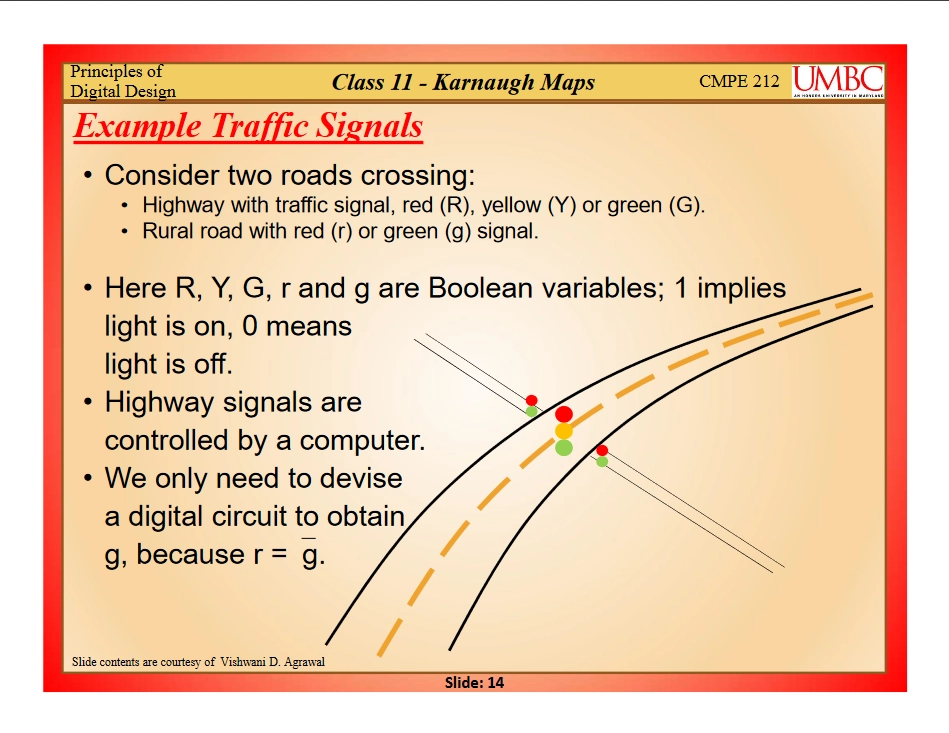 Principles of
Digital Design
Class 11 - Karnaugh Maps
CMPE 212
UMBC
AN HONORS UNIVERSITY IN MARYLAND
Example Traffic Signals
• Consider two roads crossing:
• Highway with traffic signal, red (R), yellow (Y) or green (G).
• Rural road with red (r) or green (g) signal.
• Here R, Y, G, r and g are Boolean variables; 1 implies
light is on, 0 means
light is off.
• Highway signals are
controlled by a computer.
• We only need to devise
a digital circuit to obtain
g, because r = g̅.
Slide contents are courtesy of Vishwani D. Agrawal
Slide: 14